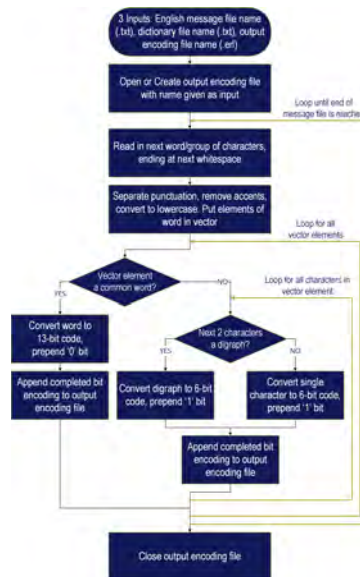 3 Inputs: English message file name
(.txt), dictionary file name (.txt), output
encoding file name (.erl)
Open or Create output encoding file
with name given as input
Loop until end of
message file is reached
Read in next word/group of characters,
ending at next whitespace
Separate punctuation, remove accents,
convert to lowercase. Put elements of
word in vector
Loop for all
vector elements
Vector element
a common word?
YES
NO
Loop for all characters in
vector element
Convert word to
13-bit code,
prepend '0' bit
Next 2 characters
a digraph?
YES
NO
Append completed bit
encoding to output
encoding file
Convert digraph to 6-bit
code, prepend '1' bit
Convert single
character to 6-bit code,
prepend '1' bit
Append completed bit
encoding to output
encoding file
Close output encoding file